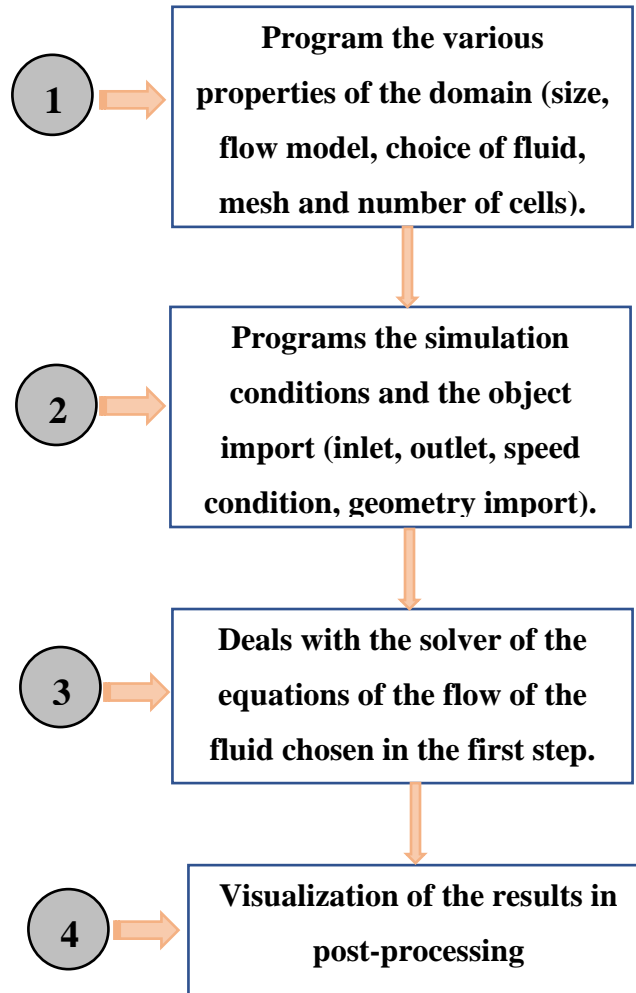 1
Program the various
properties of the domain (size,
flow model, choice of fluid,
mesh and number of cells).
2
Programs the simulation
conditions and the object
import (inlet, outlet, speed
condition, geometry import).
3
Deals with the solver of the
equations of the flow of the
fluid chosen in the first step.
4
Visualization of the results in
post-processing